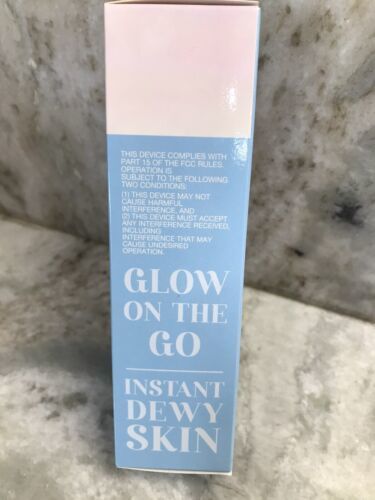 THIS DEVICE COMPLIES WITH
PART 15 OF THE FCC RULES:
OPERATION IS
SUBJECT TO THE FOLLOWING
TWO CONDITIONS:
(1) THIS DEVICE MAY NOT
CAUSE HARMFUL
INTERFERENCE, AND
(2) THIS DEVICE MUST ACCEPT
ANY INTERFERENCE RECEIVED,
INCLUDING
INTERFERENCE THAT MAY
CAUSE UNDESIRED
OPERATION.
GLOW
ON THE
GO
INSTANT
DEWY
SKIN